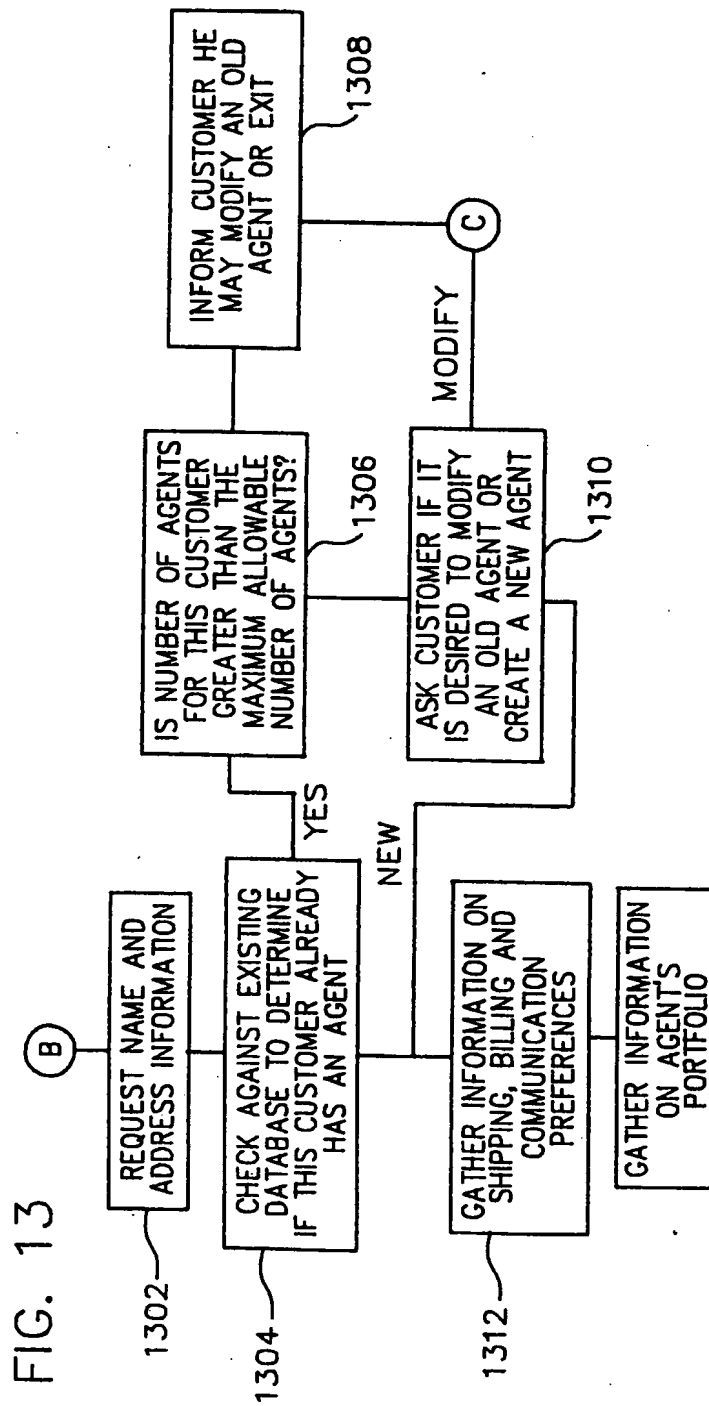 FIG. 13
B
REQUEST NAME AND
ADDRESS INFORMATION
1302
CHECK AGAINST EXISTING
DATABASE TO DETERMINE
IF THIS CUSTOMER ALREADY
HAS AN AGENT
1304
YES
IS NUMBER OF AGENTS
FOR THIS CUSTOMER
GREATER THAN THE
MAXIMUM ALLOWABLE
NUMBER OF AGENTS?
1306
INFORM CUSTOMER HE
MAY MODIFY AN OLD
AGENT OR EXIT
1308
NEW
ASK CUSTOMER IF IT
IS DESIRED TO MODIFY
AN OLD AGENT OR
CREATE A NEW AGENT
1310
MODIFY
C
GATHER INFORMATION ON
SHIPPING, BILLING AND
COMMUNICATION
PREFERENCES
1312
GATHER INFORMATION
ON AGENT'S
PORTFOLIO